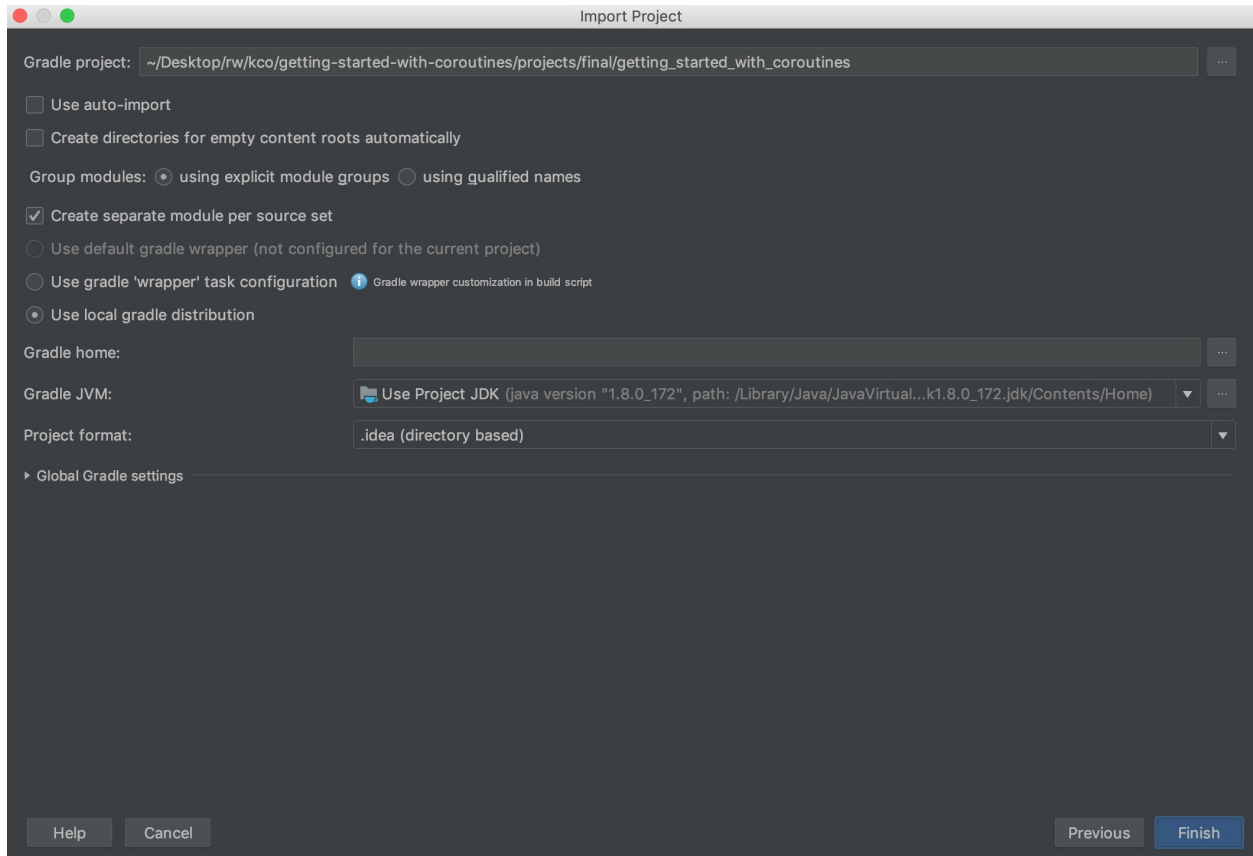 Import Project
Gradle project: ~/Desktop/rw/kco/getting-started-with-coroutines/projects/final/getting_started_with_coroutines ...
Use auto-import
Create directories for empty content roots automatically
Group modules: using explicit module groups using qualified names
Create separate module per source set
Use default gradle wrapper (not configured for the current project)
Use gradle 'wrapper' task configuration Gradle wrapper customization in build script
Use local gradle distribution
Gradle home: ...
Gradle JVM: Use Project JDK (java version "1.8.0_172", path: /Library/Java/JavaVirtual...k1.8.0_172.jdk/Contents/Home) ...
Project format: .idea (directory based)
Global Gradle settings
Help Cancel Previous Finish